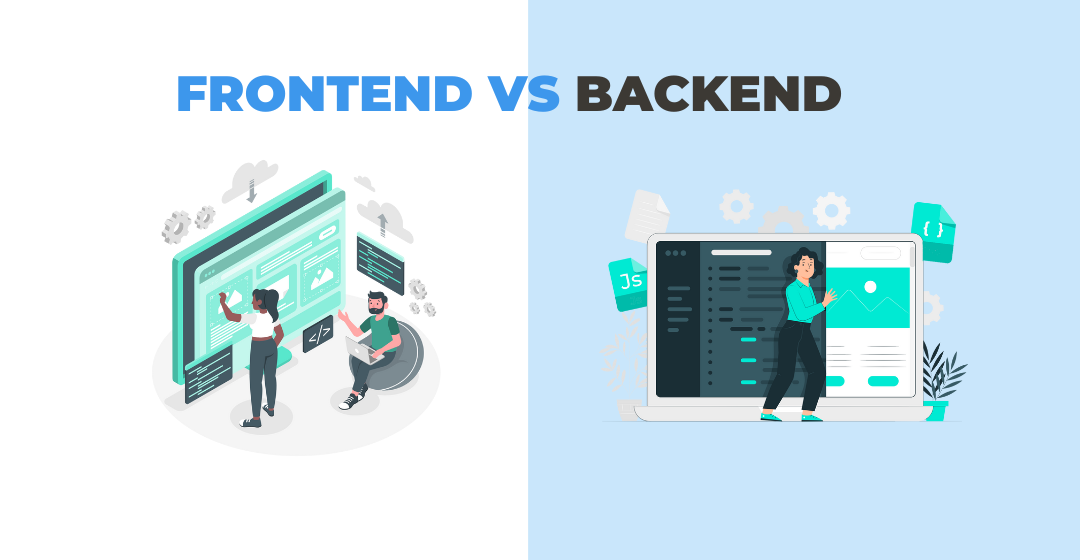 FRONTEND VS BACKEND
</>
Js
{ }